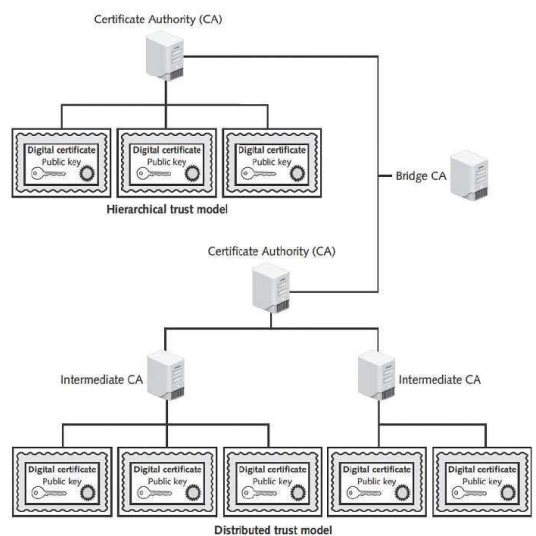 Certificate Authority (CA)
Digital certificate
Public key
Digital certificate
Public key
Digital certificate
Public key
Hierarchical trust model
Bridge CA
Certificate Authority (CA)
Intermediate CA
Intermediate CA
Digital certificate
Public key
Digital certificate
Public key
Digital certificate
Public key
Digital certificate
Public key
Digital certificate
Public key
Distributed trust model